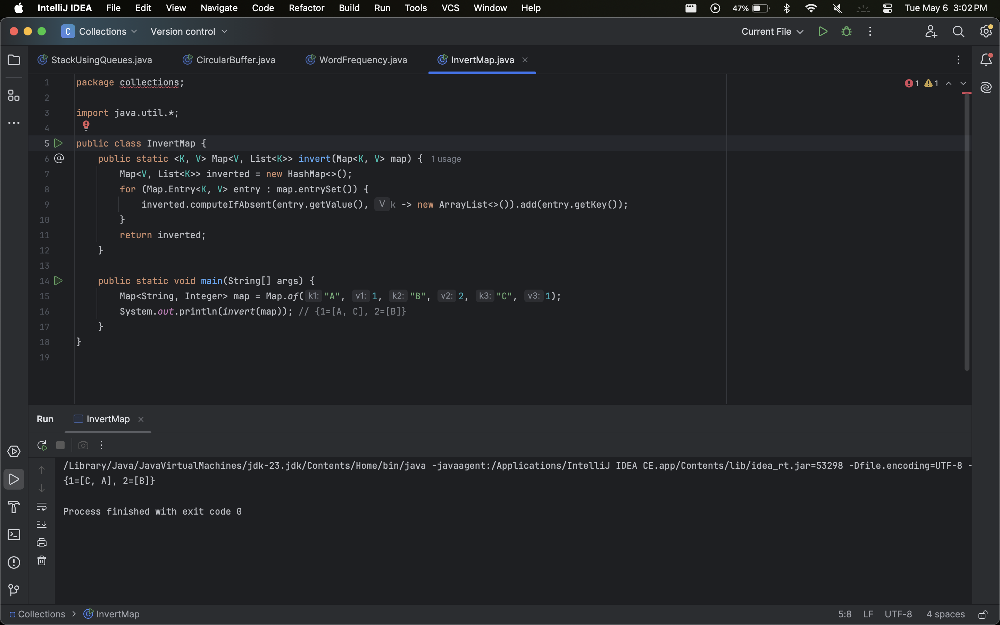 IntelliJ IDEA File Edit View Navigate Code Refactor Build Run Tools VCS Window Help 47% Tue May 6 3:02 PM
C Collections Version control Current File
StackUsingQueues.java CircularBuffer.java WordFrequency.java InvertMap.java
1 package collections; 1 1
2
3 import java.util.*;
4
5 public class InvertMap {
6 public static <K, V> Map<V, List<K>> invert(Map<K, V> map) { 1 usage
7 Map<V, List<K>> inverted = new HashMap<>();
8 for (Map.Entry<K, V> entry : map.entrySet()) {
9 inverted.computeIfAbsent(entry.getValue(), V k -> new ArrayList<>()).add(entry.getKey());
10 }
11 return inverted;
12 }
13
14 public static void main(String[] args) {
15 Map<String, Integer> map = Map.of( k1: "A", v1: 1, k2: "B", v2: 2, k3: "C", v3: 1);
16 System.out.println(invert(map)); // {1=[A, C], 2=[B]}
17 }
18 }
19
Run InvertMap
/Library/Java/JavaVirtualMachines/jdk-23.jdk/Contents/Home/bin/java -javaagent:/Applications/IntelliJ IDEA CE.app/Contents/lib/idea_rt.jar=53298 -Dfile.encoding=UTF-8 -
{1=[C, A], 2=[B]}
Process finished with exit code 0
Collections > InvertMap 5:8 LF UTF-8 4 spaces